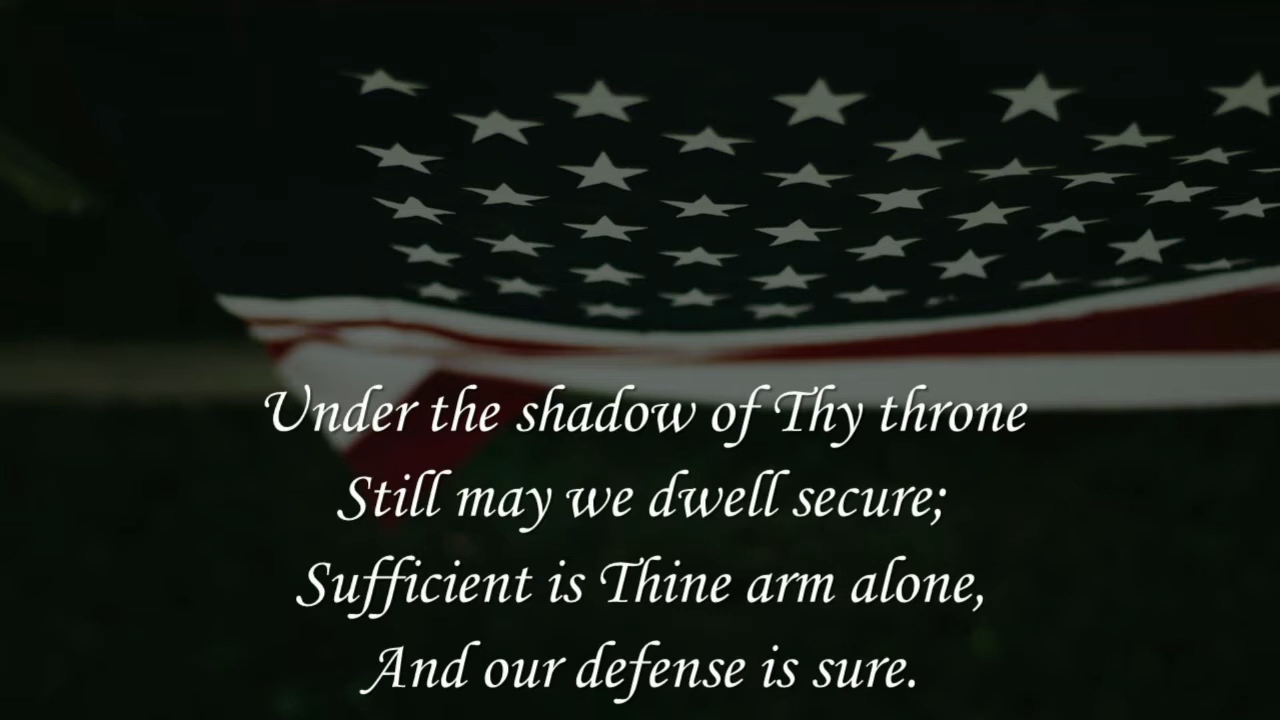 Under the shadow of Thy throne
Still may we dwell secure;
Sufficient is Thine arm alone,
And our defense is sure.